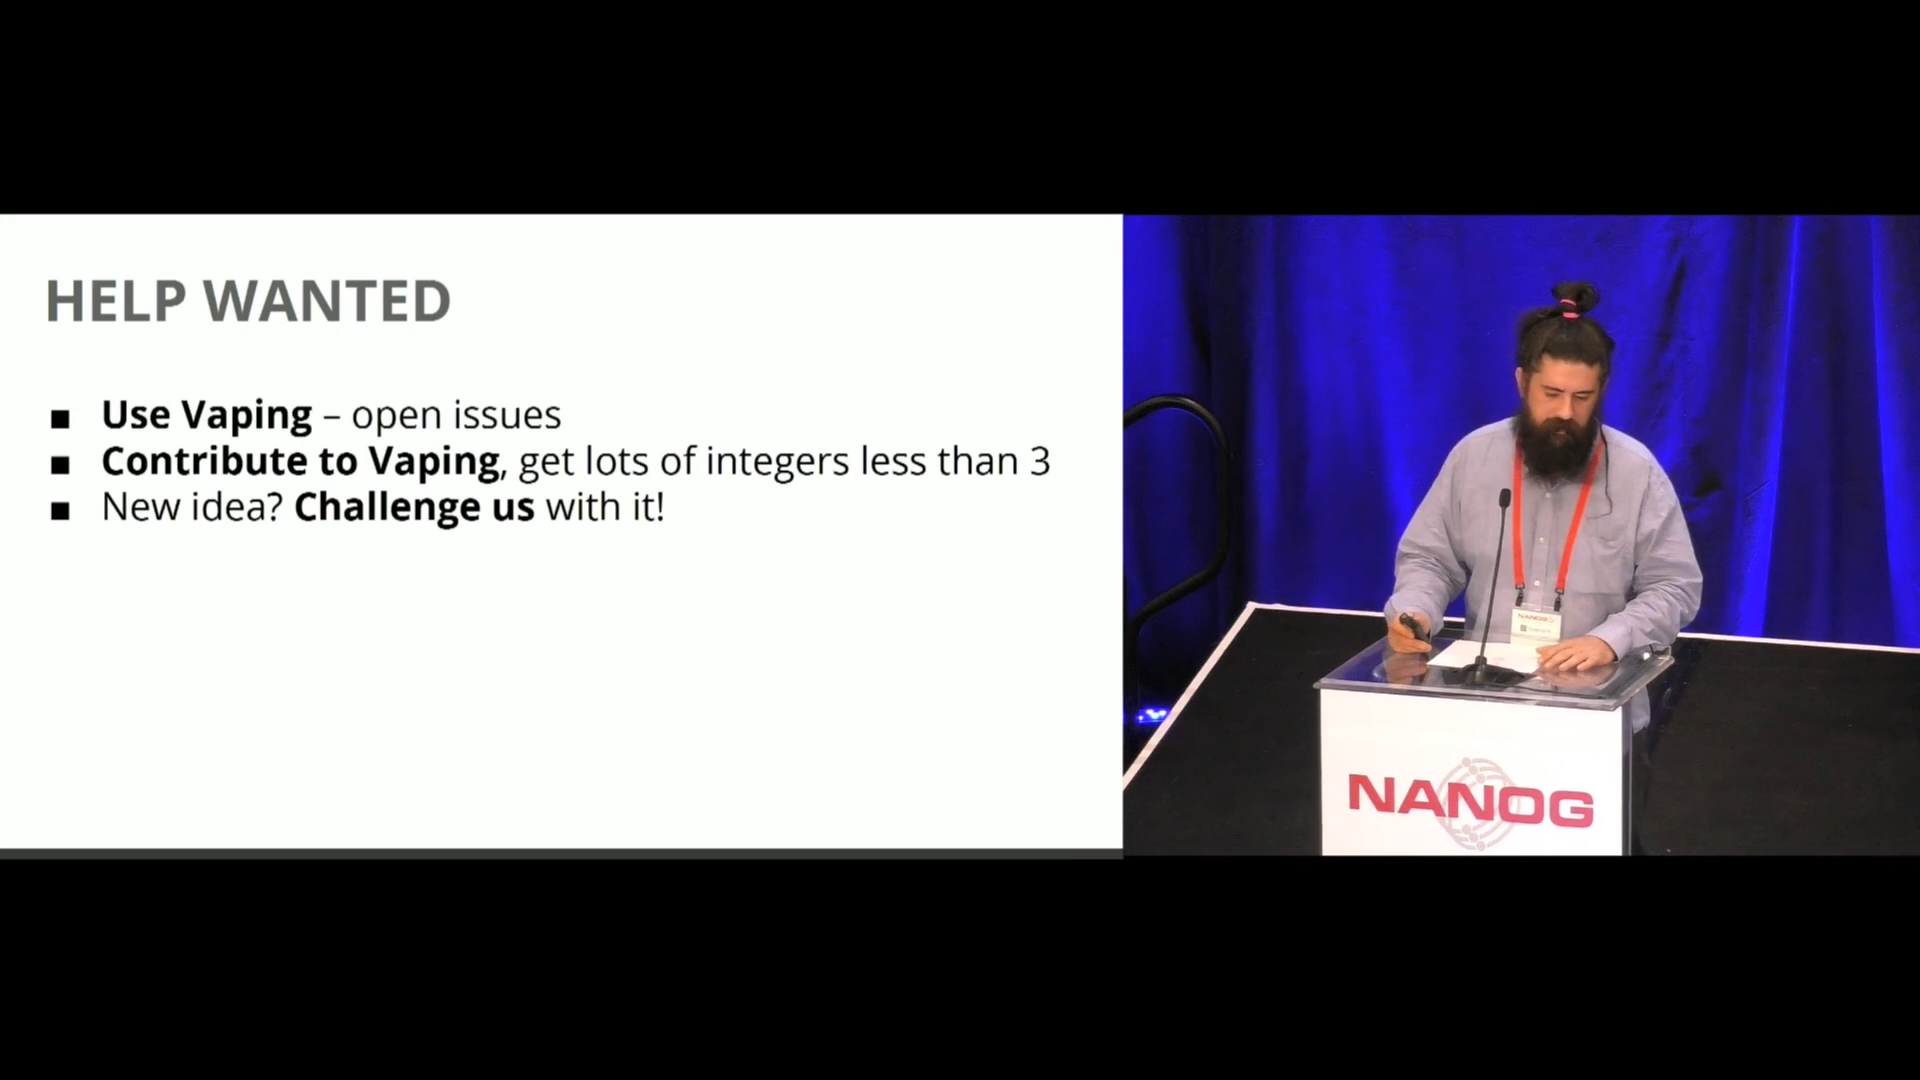 HELP WANTED
■ Use Vaping – open issues
■ Contribute to Vaping, get lots of integers less than 3
■ New idea? Challenge us with it!
NANOG
NANOG